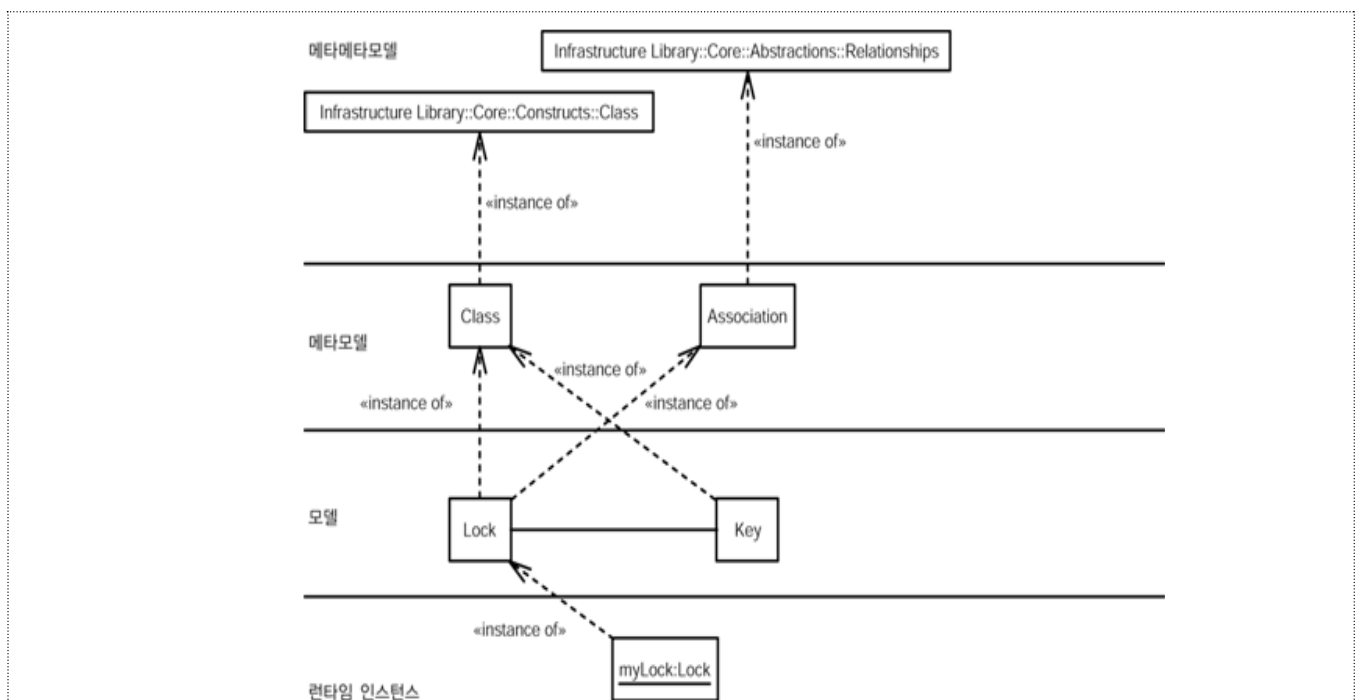 메타메타모델
Infrastructure Library::Core::Abstractions::Relationships
Infrastructure Library::Core::Constructs::Class
«instance of»
«instance of»
메타모델
Class
Association
«instance of»
«instance of»
«instance of»
모델
Lock
Key
«instance of»
myLock:Lock
런타임 인스턴스